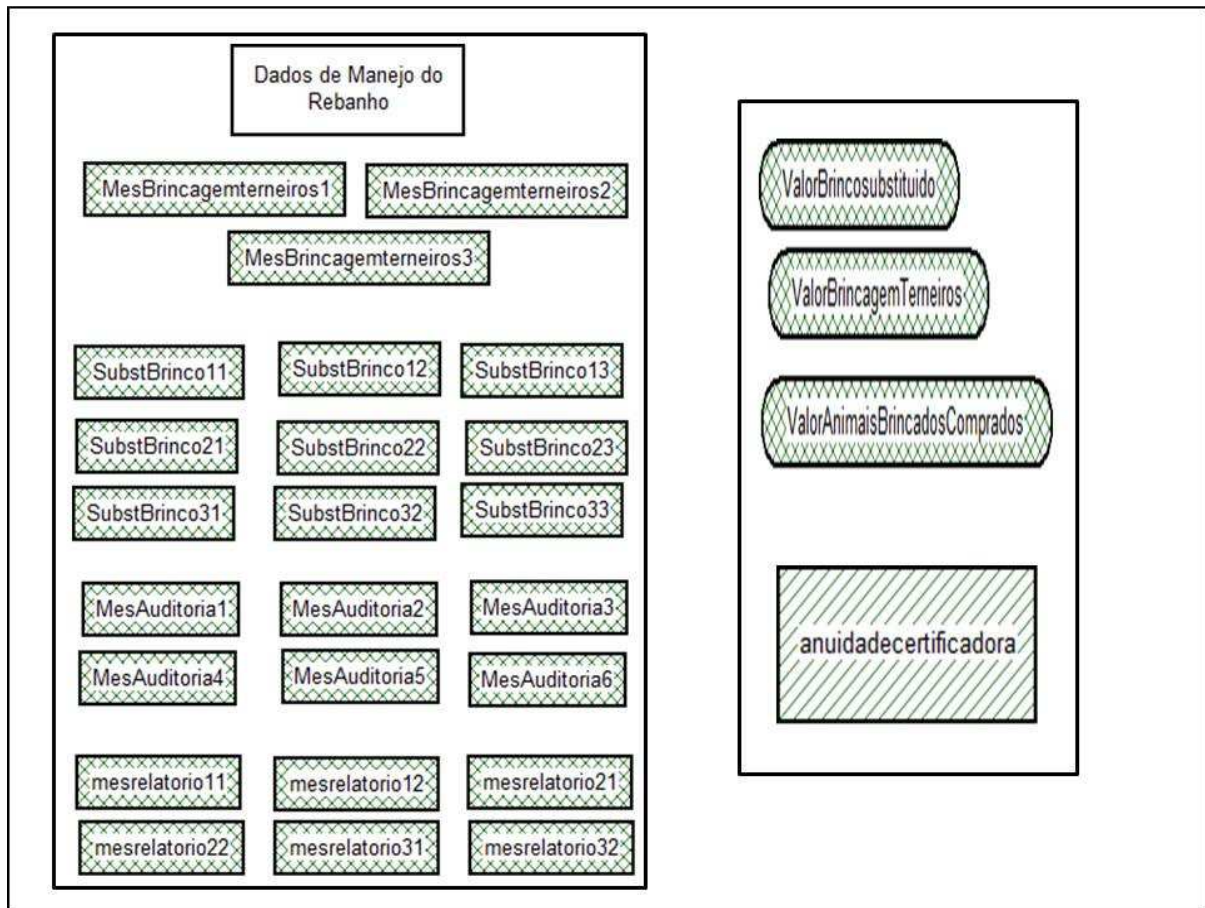 Dados de Manejo do
Rebanho
MesBrincagemterneiros1
MesBrincagemterneiros2
MesBrincagemterneiros3
SubstBrinco11
SubstBrinco12
SubstBrinco13
SubstBrinco21
SubstBrinco22
SubstBrinco23
SubstBrinco31
SubstBrinco32
SubstBrinco33
MesAuditoria1
MesAuditoria2
MesAuditoria3
MesAuditoria4
MesAuditoria5
MesAuditoria6
mesrelatorio11
mesrelatorio12
mesrelatorio21
mesrelatorio22
mesrelatorio31
mesrelatorio32
ValorBrincosubstituido
ValorBrincagemTerneiros
ValorAnimaisBrincadosComprados
anuidadecertificadora